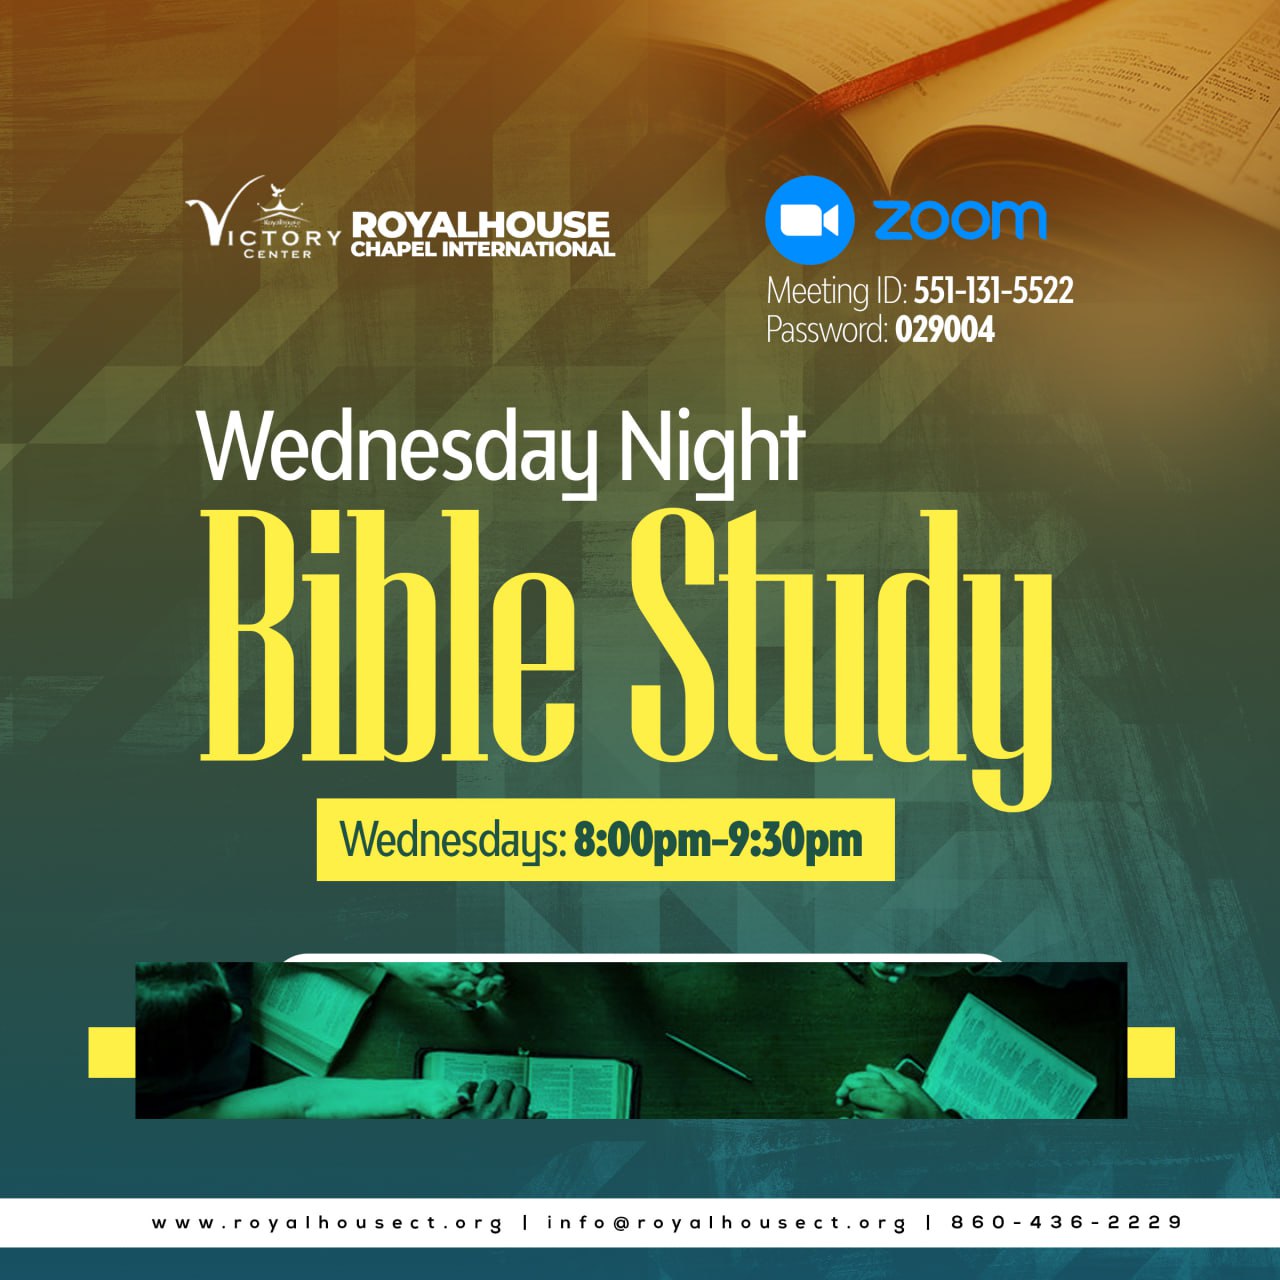 VICTORY
CENTER
Royalhouse
ROYALHOUSE
CHAPEL INTERNATIONAL
zoom
Meeting ID: 551-131-5522
Password: 029004
Wednesday Night
Bible Study
Wednesdays: 8:00pm-9:30pm
www.royalhousect.org | info@royalhousect.org | 860-436-2229